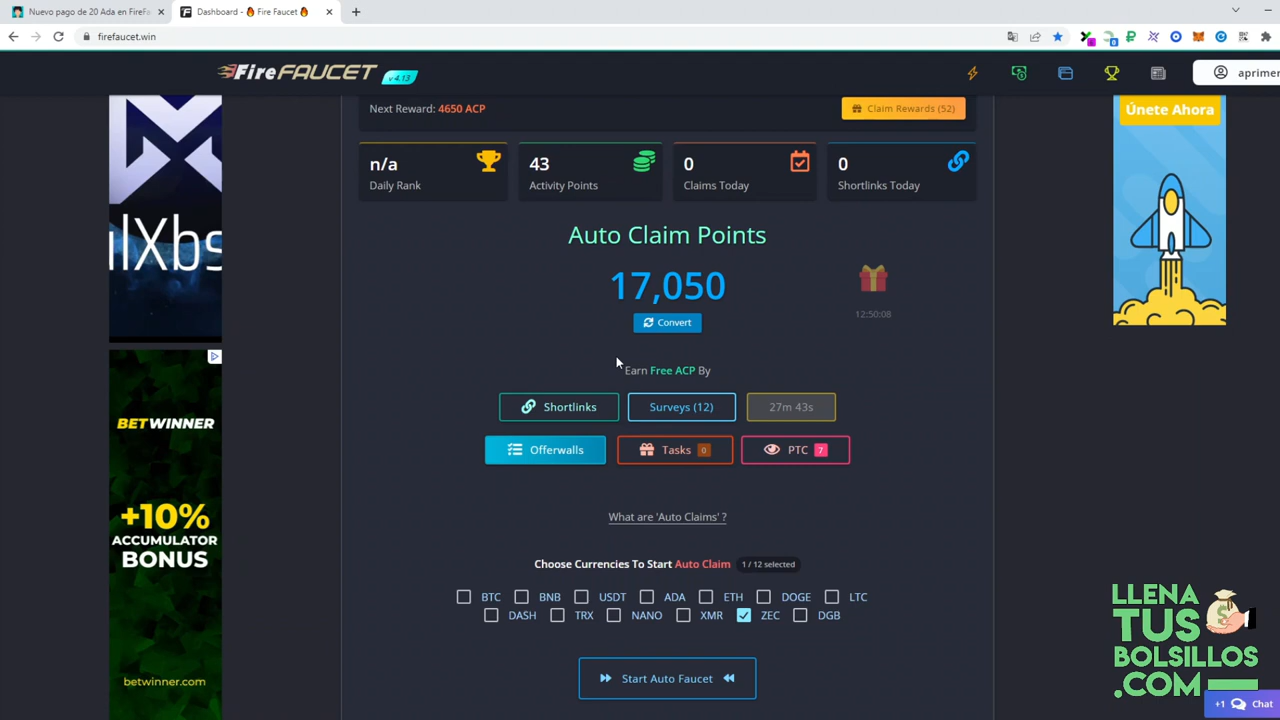 Nuevo pago de 20 Ada en FireFa
Dashboard - 🔥 Fire Faucet 🔥
firefaucet.win
Fire FAUCET v 4.13
aprimer
Next Reward: 4650 ACP
Claim Rewards (52)
n/a
Daily Rank
43
Activity Points
0
Claims Today
0
Shortlinks Today
Auto Claim Points
17,050
Convert
12:50:08
Earn Free ACP By
Shortlinks
Surveys (12)
27m 43s
Offerwalls
Tasks 0
PTC 7
What are 'Auto Claims' ?
Choose Currencies To Start Auto Claim 1 / 12 selected
BTC BNB USDT ADA ETH DOGE LTC
DASH TRX NANO XMR ZEC DGB
Start Auto Faucet
ilXbs
BETWINNER
+10%
ACCUMULATOR
BONUS
betwinner.com
Únete Ahora
LLENA
TUS
BOLSILLOS
.COM
+1 Chat